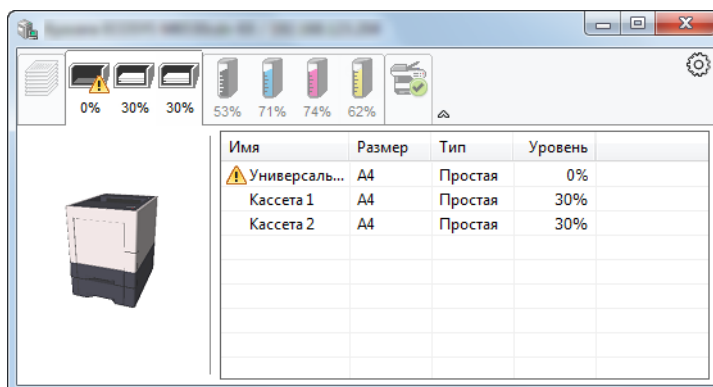 0% 30% 30% 53% 71% 74% 62%
Имя Размер Тип Уровень
Универсаль... A4 Простая 0%
Кассета 1 A4 Простая 30%
Кассета 2 A4 Простая 30%